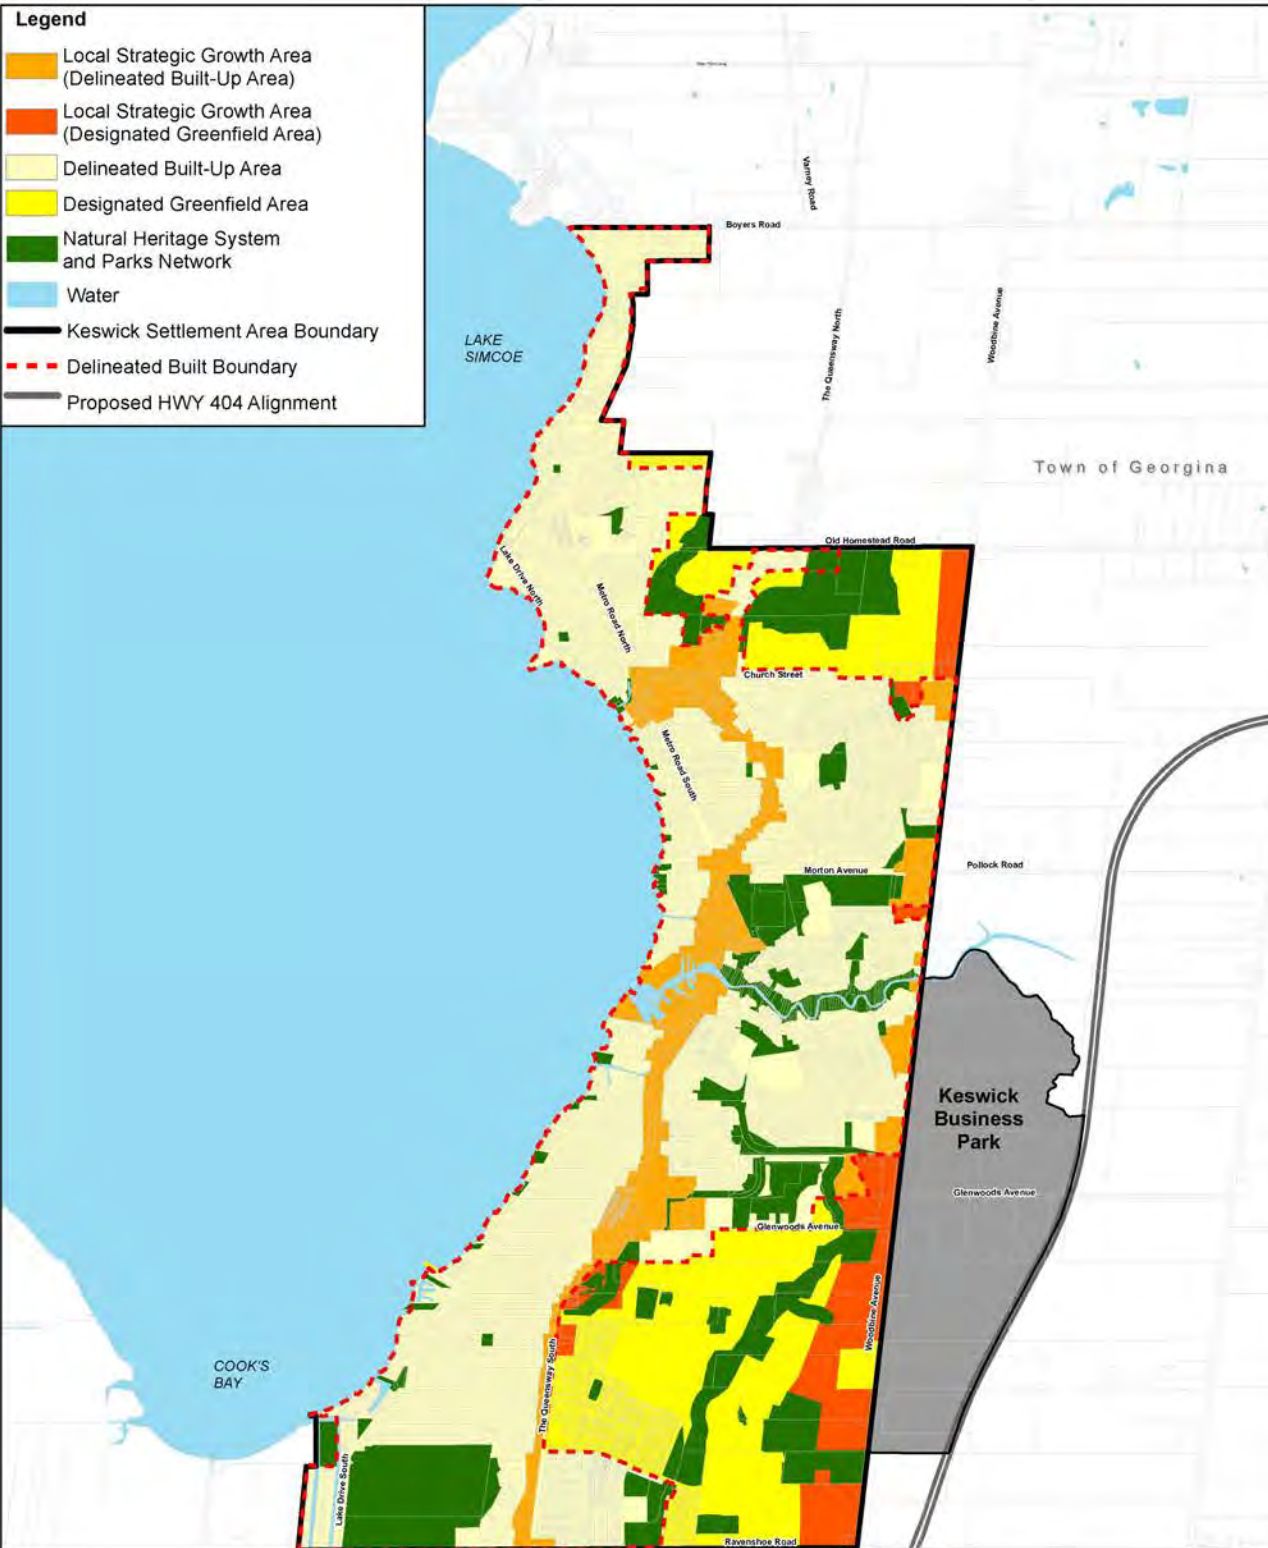 Legend
Local Strategic Growth Area
(Delineated Built-Up Area)
Local Strategic Growth Area
(Designated Greenfield Area)
Delineated Built-Up Area
Designated Greenfield Area
Natural Heritage System
and Parks Network
Water
Keswick Settlement Area Boundary
Delineated Built Boundary
Proposed HWY 404 Alignment
Varney Road
Boyers Road
LAKE
SIMCOE
The Queensway North
Woodbine Avenue
Town of Georgina
Old Homestead Road
Lake Drive North
Metro Road North
Church Street
Metro Road South
Morton Avenue
Pollock Road
Keswick
Business
Park
Glenwoods Avenue
Glenwoods Avenue
Woodbine Avenue
The Queensway South
COOK'S
BAY
Lake Drive South
Ravenshoe Road